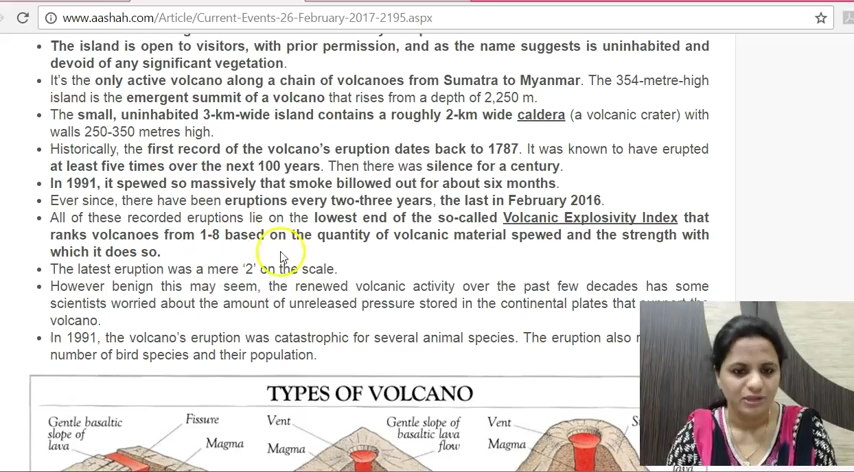 www.aashah.com/Article/Current-Events-26-February-2017-2195.aspx
The island is open to visitors, with prior permission, and as the name suggests is uninhabited and
devoid of any significant vegetation.
It's the only active volcano along a chain of volcanoes from Sumatra to Myanmar. The 354-metre-high
island is the emergent summit of a volcano that rises from a depth of 2,250 m.
The small, uninhabited 3-km-wide island contains a roughly 2-km wide caldera (a volcanic crater) with
walls 250-350 metres high.
Historically, the first record of the volcano's eruption dates back to 1787. It was known to have erupted
at least five times over the next 100 years. Then there was silence for a century.
In 1991, it spewed so massively that smoke billowed out for about six months.
Ever since, there have been eruptions every two-three years, the last in February 2016.
All of these recorded eruptions lie on the lowest end of the so-called Volcanic Explosivity Index that
ranks volcanoes from 1-8 based on the quantity of volcanic material spewed and the strength with
which it does so.
The latest eruption was a mere '2' on the scale.
However benign this may seem, the renewed volcanic activity over the past few decades has some
scientists worried about the amount of unreleased pressure stored in the continental plates that
volcano.
In 1991, the volcano's eruption was catastrophic for several animal species. The eruption also
number of bird species and their population.
TYPES OF VOLCANO
Gentle basaltic slope of lava
Fissure
Magma
Vent
Magma
Gentle slope of basaltic lava flow
Vent
Magma
lava